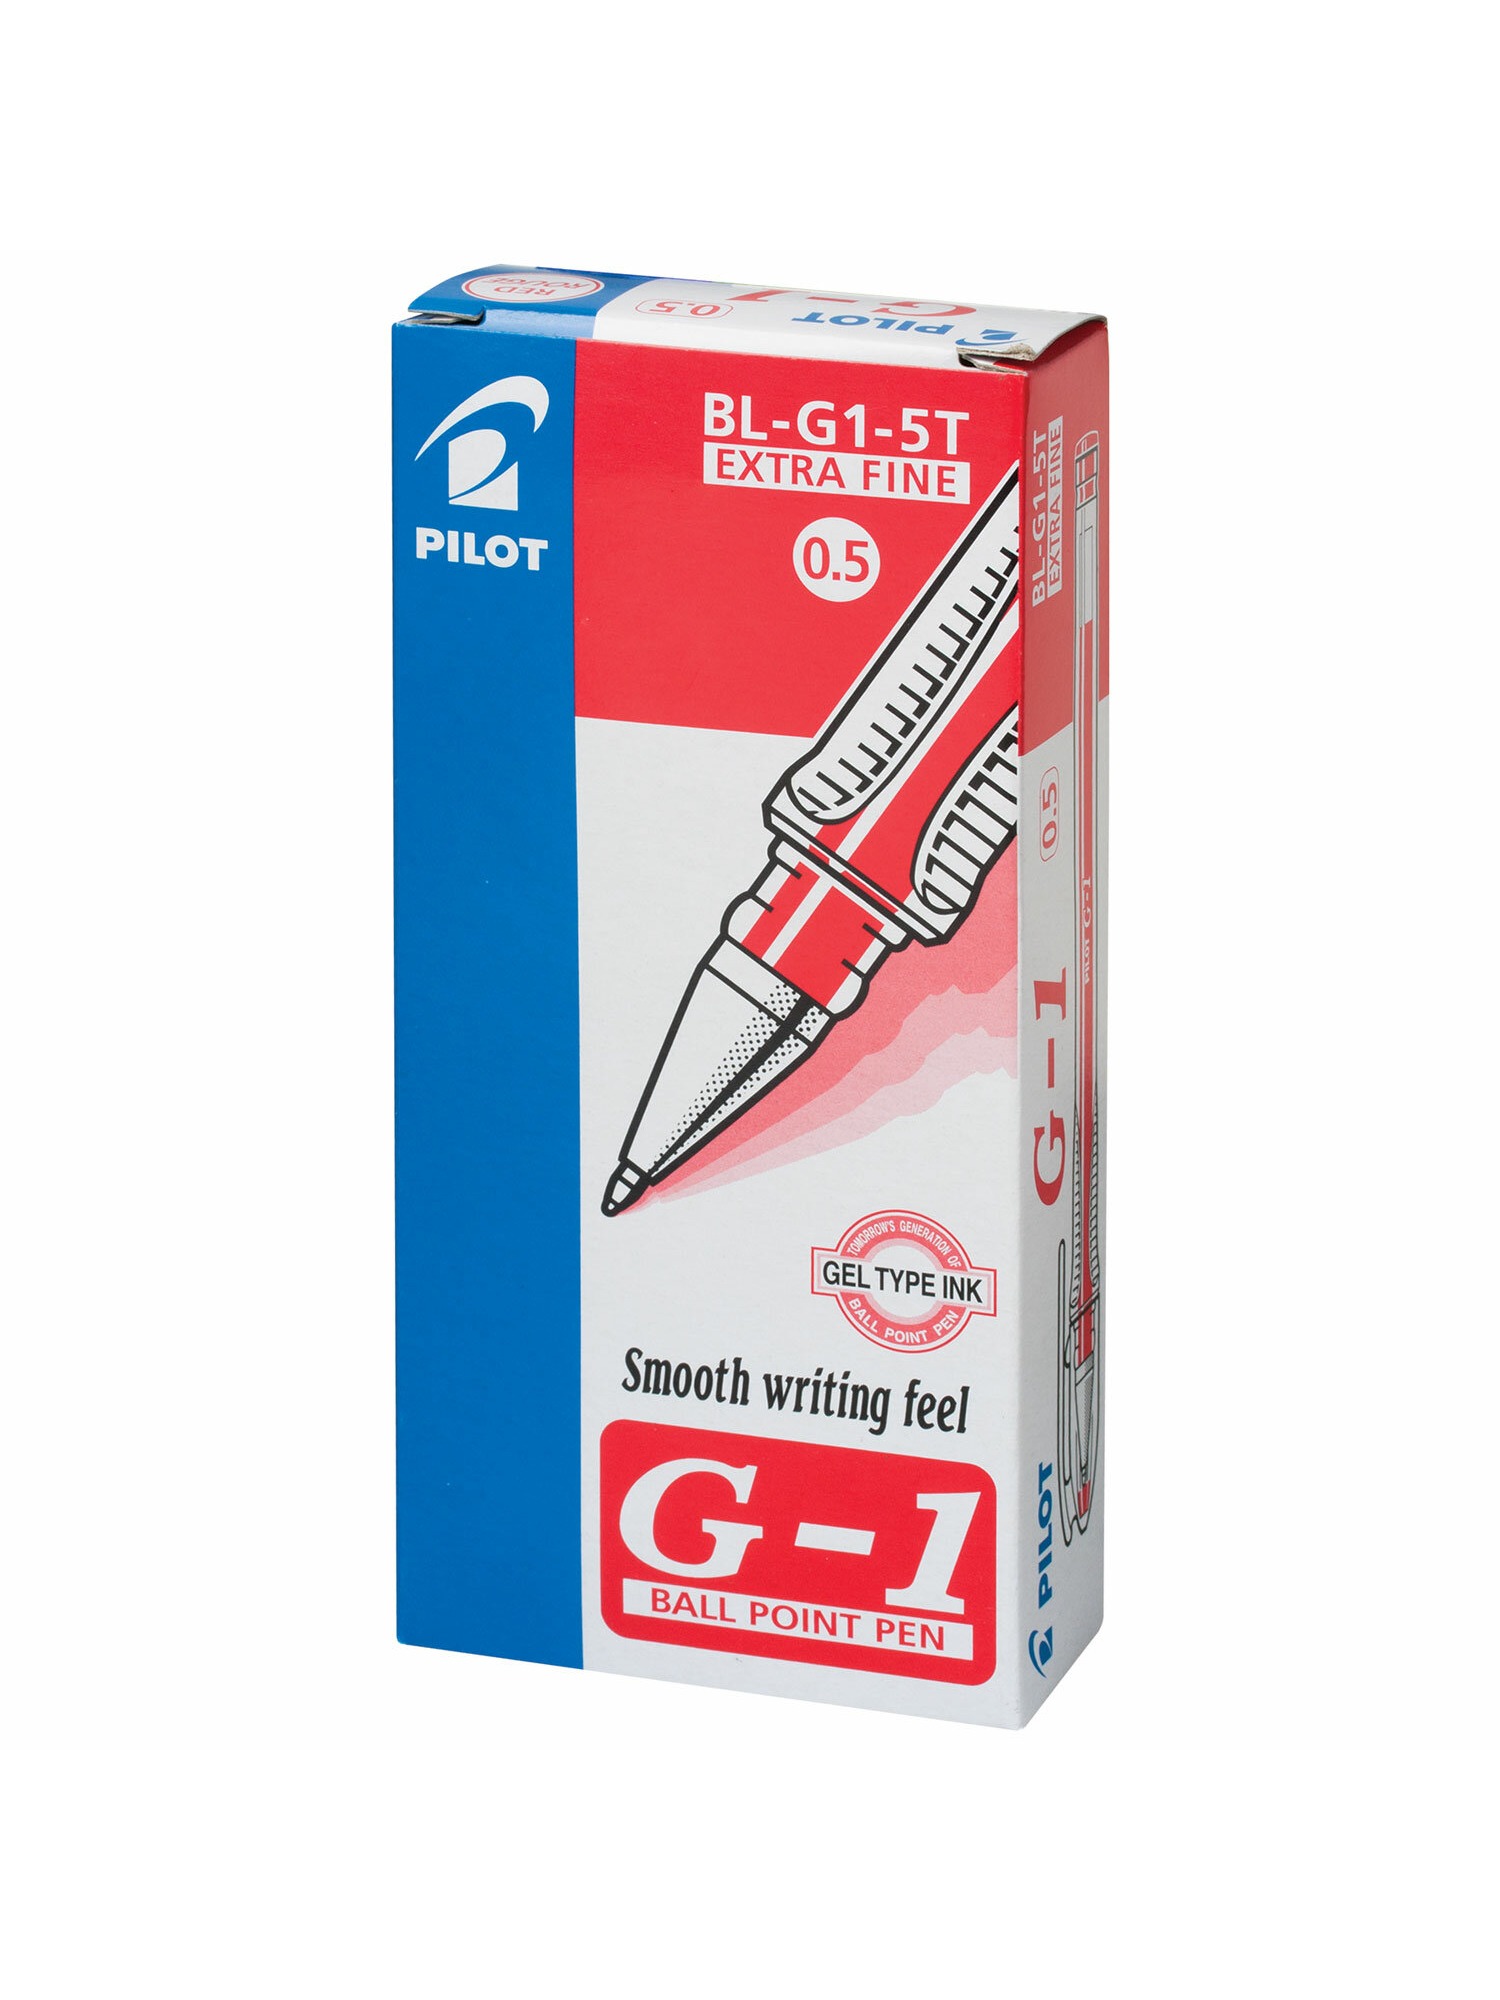 RED
ROUGE
0.5
G-1
PILOT
PILOT
BL-G1-5T
EXTRA FINE
0.5
TOMORROW'S GENERATION OF
GEL TYPE INK
BALL POINT PEN
Smooth writing feel
G-1
BALL POINT PEN
BL-G1-5T
EXTRA FINE
0.5
PILOT G-1
G-1
PILOT